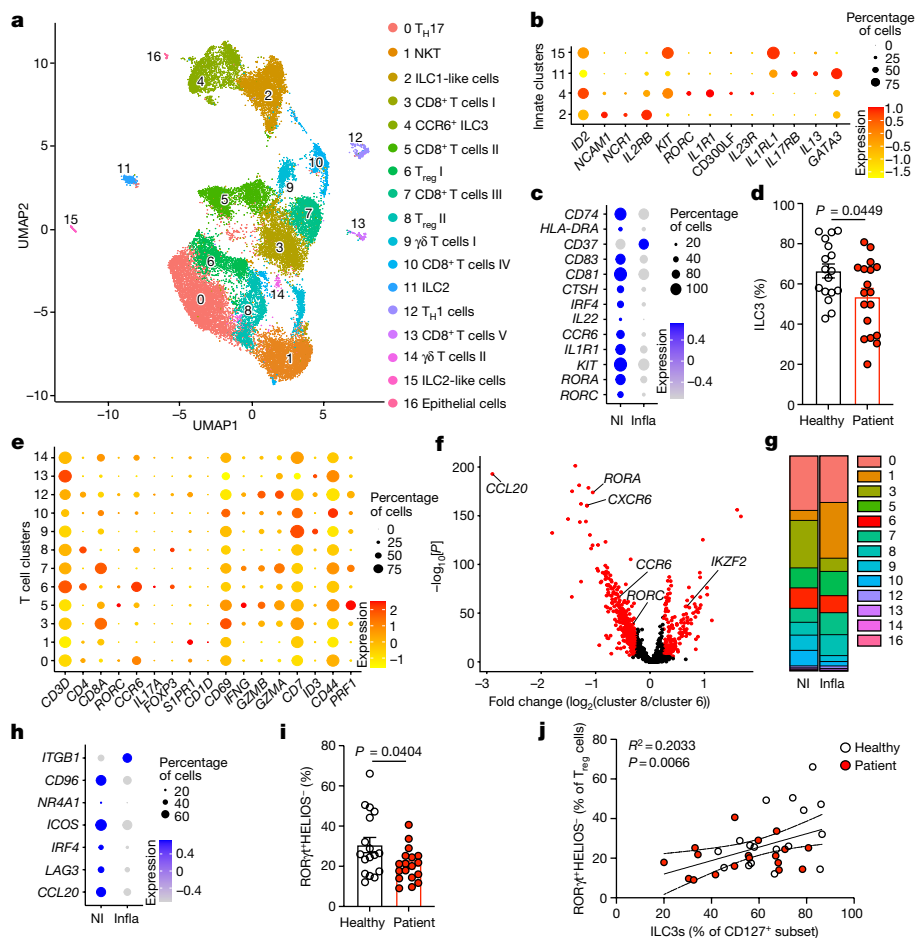 a
UMAP2
10
5
0
−5
−10
−10
−5
0
5
UMAP1
16
4
2
12
10
11
9
5
7
15
3
13
6
14
0
8
1
0 TH17
1 NKT
2 ILC1-like cells
3 CD8+ T cells I
4 CCR6+ ILC3
5 CD8+ T cells II
6 Treg I
7 CD8+ T cells III
8 Treg II
9 γδ T cells I
10 CD8+ T cells IV
11 ILC2
12 TH1 cells
13 CD8+ T cells V
14 γδ T cells II
15 ILC2-like cells
16 Epithelial cells
b
Innate clusters
15
11
4
2
ID2
NCAM1
NCR1
IL2RB
KIT
RORC
IL1R1
CD300LF
IL23R
IL1RL1
IL17RB
IL13
GATA3
Percentage
of cells
0
25
50
75
Expression
1.0
0.5
0
−0.5
−1.0
−1.5
c
CD74
HLA-DRA
CD37
CD83
CD81
CTSH
IRF4
IL22
CCR6
IL1R1
KIT
RORA
RORC
NI Infla
Percentage
of cells
20
40
80
100
Expression
0.4
0
−0.4
d
P = 0.0449
ILC3 (%)
100
80
60
40
20
0
Healthy Patient
e
T cell clusters
14
13
12
10
9
8
7
6
5
3
1
0
CD3D
CD4
CD8A
RORC
CCR6
IL17A
FOXP3
S1PR1
CD1D
CD69
IFNG
GZMB
GZMA
CD7
ID3
CD44
PRF1
Percentage
of cells
0
25
50
75
Expression
2
1
0
−1
f
−log10[P]
200
150
100
50
0
−3
−2
−1
0
1
Fold change (log2(cluster 8/cluster 6))
CCL20
RORA
CXCR6
CCR6
RORC
IKZF2
g
NI Infla
0
1
3
5
6
7
8
9
10
12
13
14
16
h
ITGB1
CD96
NR4A1
ICOS
IRF4
LAG3
CCL20
NI Infla
Percentage
of cells
20
40
60
Expression
0.4
0
−0.4
i
P = 0.0404
RORγt+HELIOS− (%)
80
60
40
20
0
Healthy Patient
j
RORγt+HELIOS− (% of Treg cells)
80
60
40
20
0
R2 = 0.2033
P = 0.0066
Healthy
Patient
0
20
40
60
80
100
ILC3s (% of CD127+ subset)